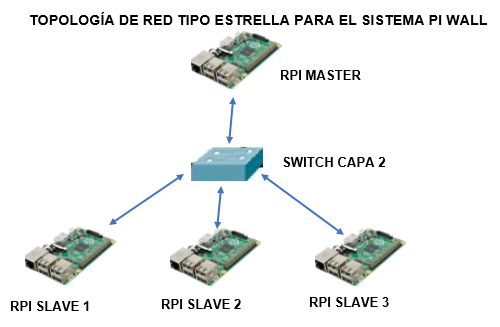 TOPOLOGÍA DE RED TIPO ESTRELLA PARA EL SISTEMA PI WALL
RPI MASTER
SWITCH CAPA 2
RPI SLAVE 1
RPI SLAVE 2
RPI SLAVE 3